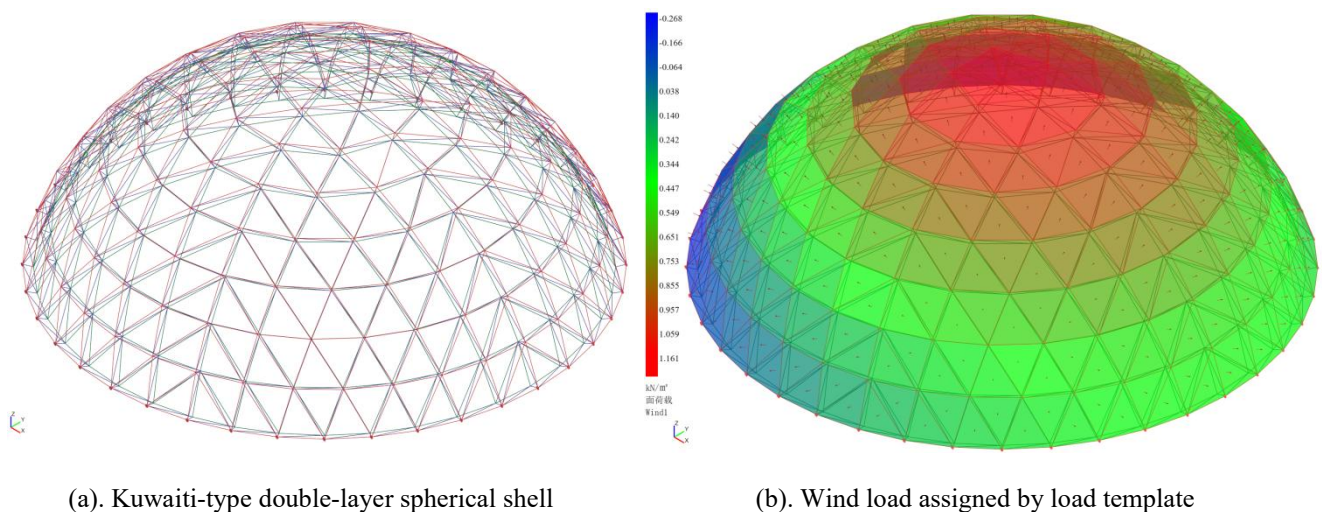 -0.268
-0.166
-0.064
0.038
0.140
0.242
0.344
0.447
0.549
0.651
0.753
0.855
0.957
1.059
1.161
kN/m²
面荷载
Wind1
Z
Y
X
Z
Y
X
(a). Kuwaiti-type double-layer spherical shell
(b). Wind load assigned by load template